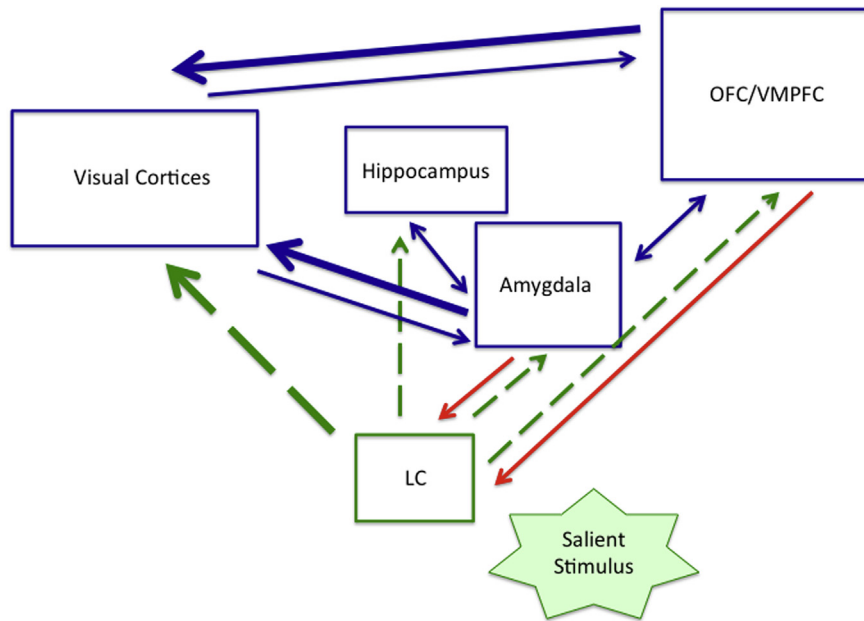 OFC/VMPFC
Visual Cortices
Hippocampus
Amygdala
LC
Salient
Stimulus